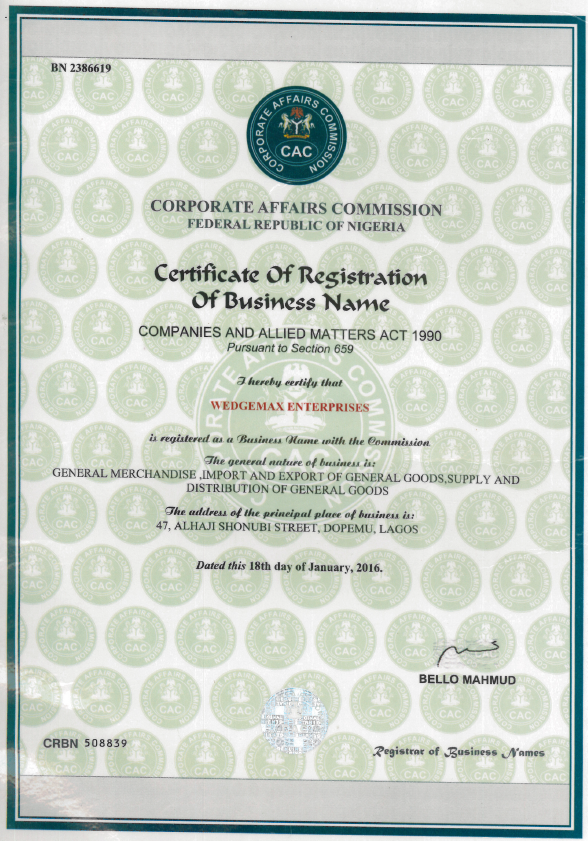 BN 2386619
CORPORATE AFFAIRS COMMISSION
CAC
CORPORATE AFFAIRS COMMISSION
FEDERAL REPUBLIC OF NIGERIA
Certificate Of Registration
Of Business Name
COMPANIES AND ALLIED MATTERS ACT 1990
Pursuant to Section 659
I hereby certify that
WEDGEMAX ENTERPRISES
is registered as a Business Name with the Commission
The general nature of business is:
GENERAL MERCHANDISE ,IMPORT AND EXPORT OF GENERAL GOODS,SUPPLY AND
DISTRIBUTION OF GENERAL GOODS
The address of the principal place of business is:
47, ALHAJI SHONUBI STREET, DOPEMU, LAGOS
Dated this 18th day of January, 2016.
BELLO MAHMUD
CRBN 508839
Registrar of Business Names